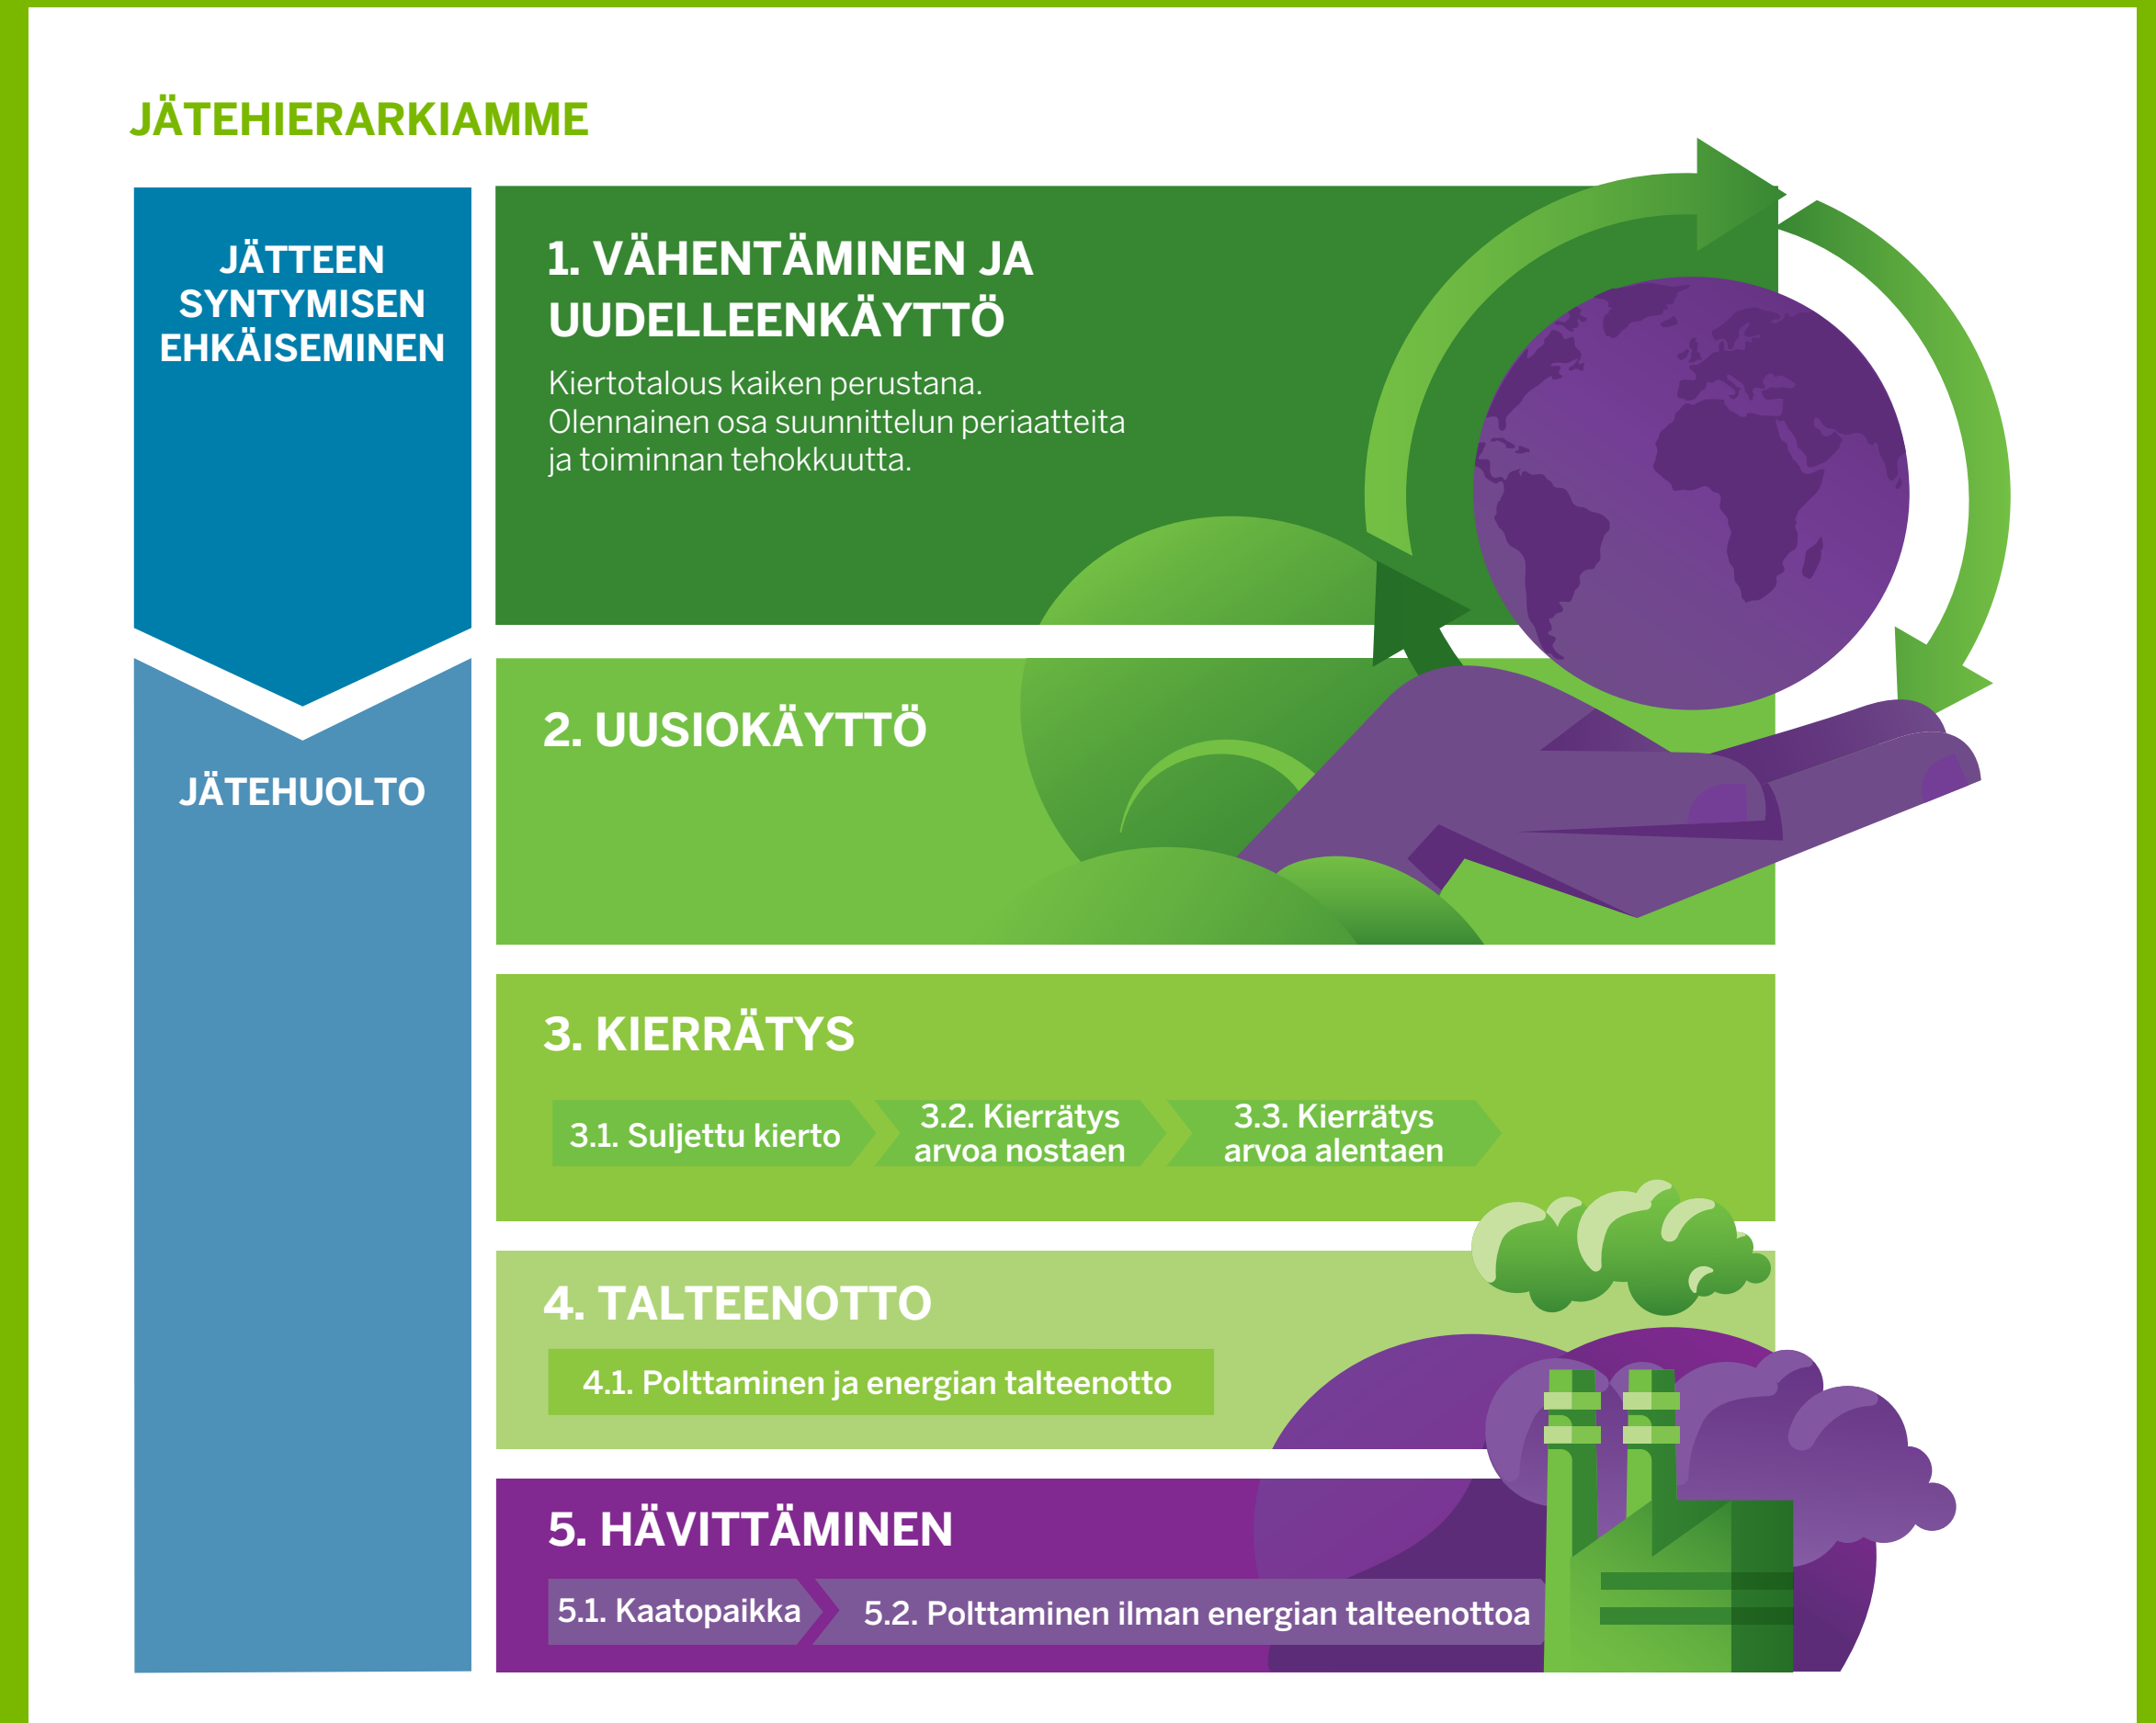 JÄTEHIERARKIAMME
JÄTTEEN
SYNTYMISEN
EHKÄISEMINEN
1. VÄHENTÄMINEN JA
UUDELLEENKÄYTTÖ
Kiertotalous kaiken perustana.
Olennainen osa suunnittelun periaatteita
ja toiminnan tehokkuutta.
JÄTEHUOLTO
2. UUSIOKÄYTTÖ
3. KIERRÄTYS
3.1. Suljettu kierto
3.2. Kierrätys
arvoa nostaen
3.3. Kierrätys
arvoa alentaen
4. TALTEENOTTO
4.1. Polttaminen ja energian talteenotto
5. HÄVITTÄMINEN
5.1. Kaatopaikka
5.2. Polttaminen ilman energian talteenottoa